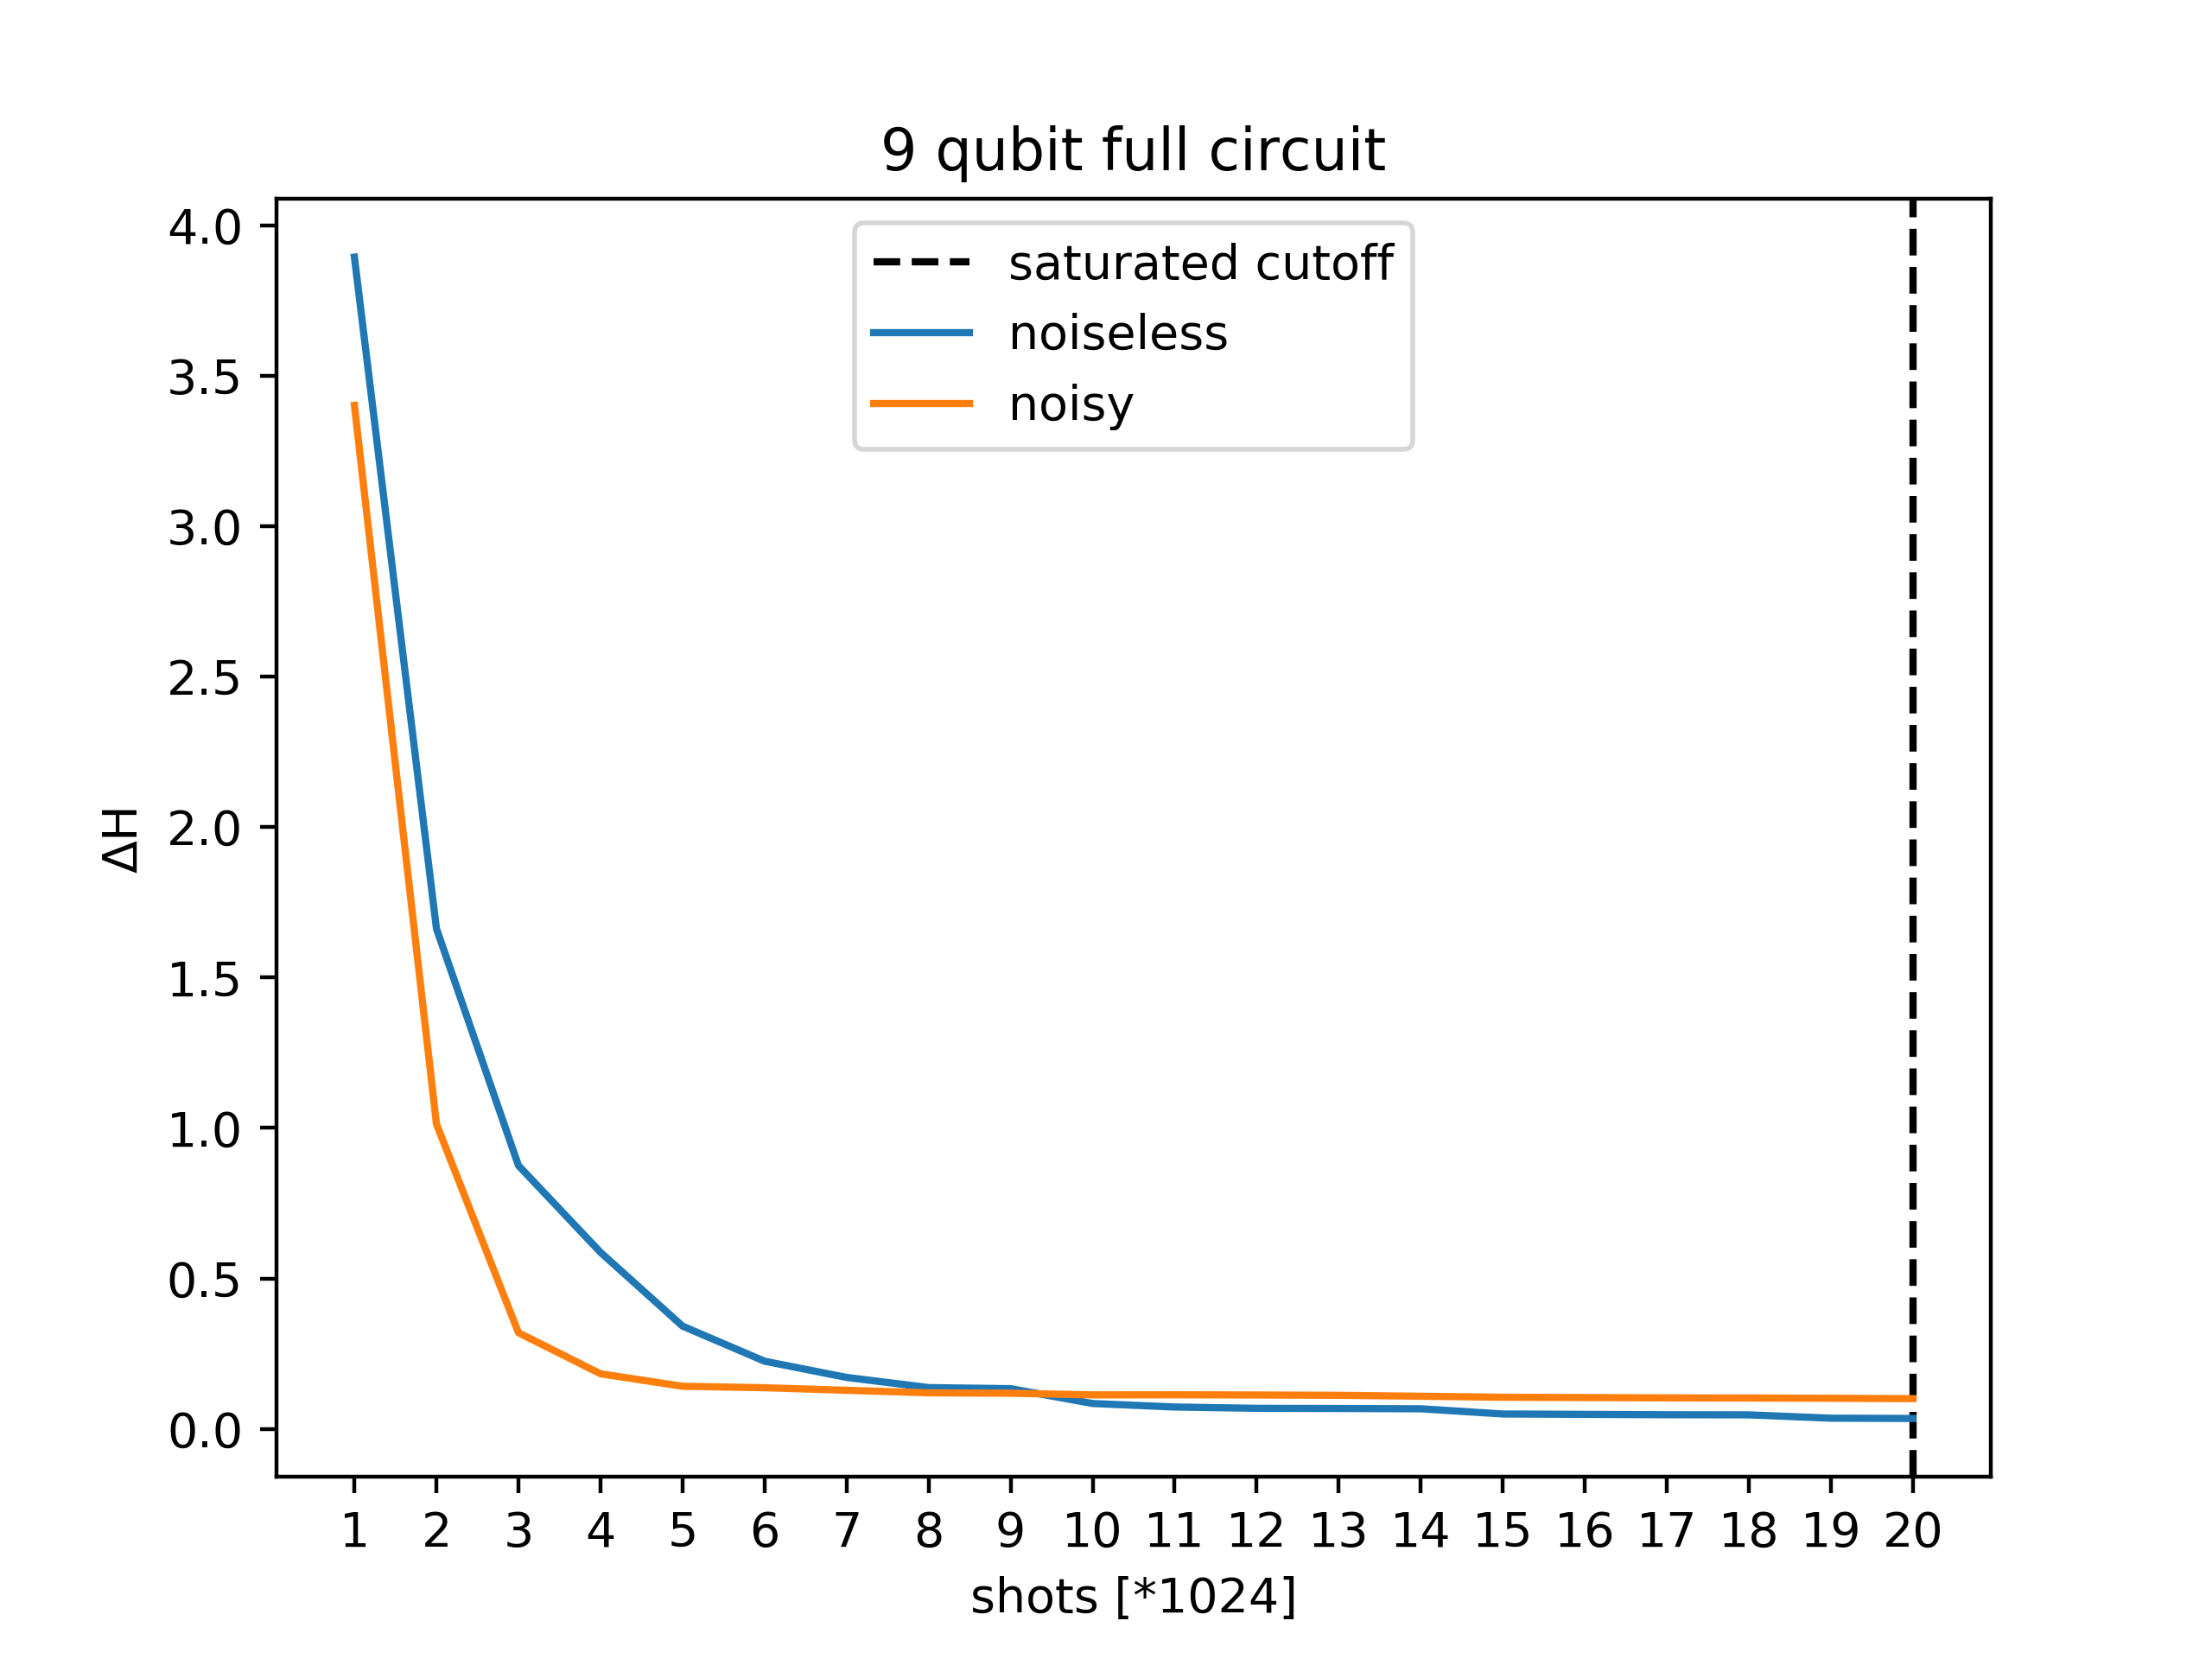 9 qubit full circuit
saturated cutoff
noiseless
noisy
4.0
3.5
3.0
2.5
2.0
1.5
1.0
0.5
0.0
ΔH
1 2 3 4 5 6 7 8 9 10 11 12 13 14 15 16 17 18 19 20
shots [*1024]